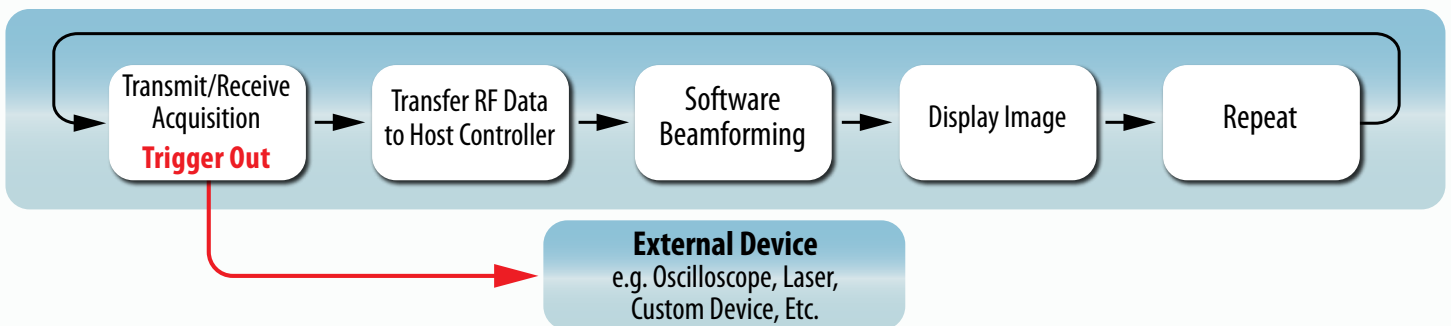 Transmit/Receive
Acquisition
Trigger Out
Transfer RF Data
to Host Controller
Software
Beamforming
Display Image
Repeat
External Device
e.g. Oscilloscope, Laser,
Custom Device, Etc.